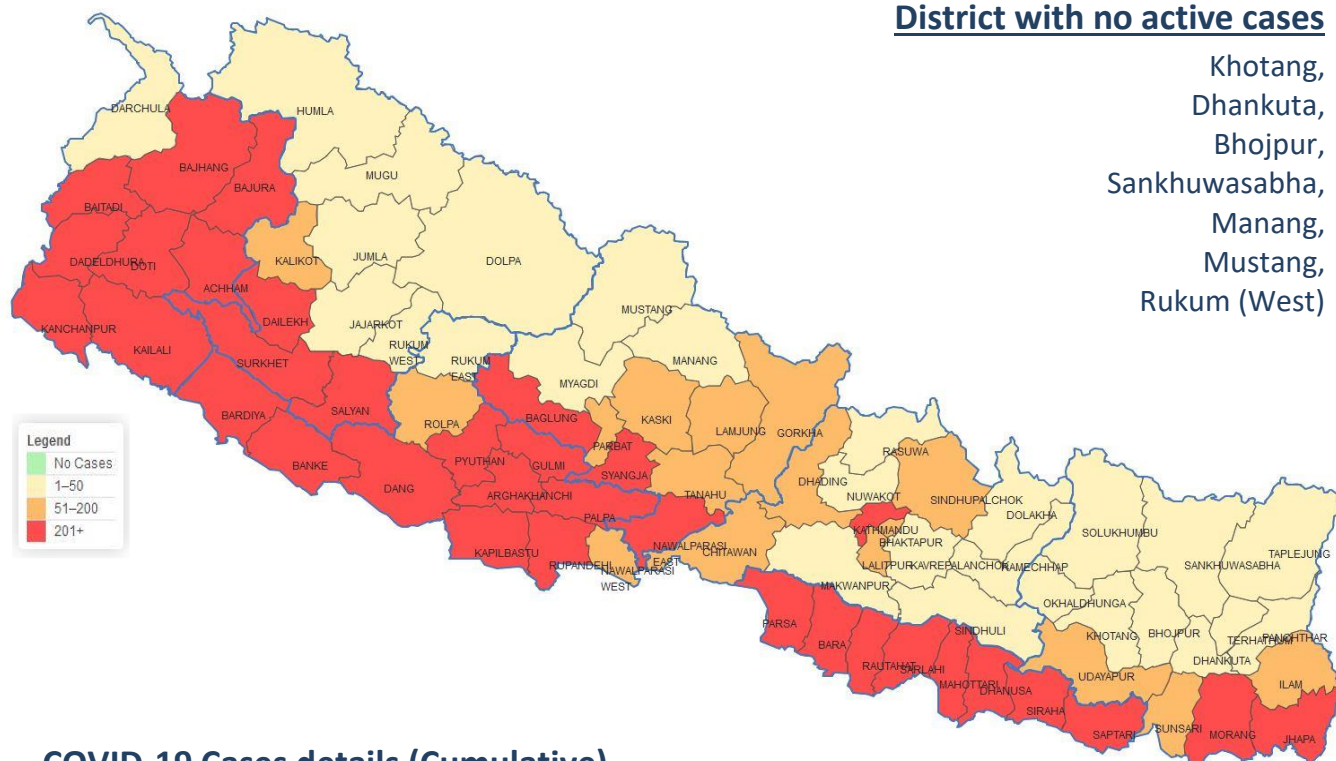 District with no active cases
Khotang,
Dhankuta,
Bhojpur,
Sankhuwasabha,
Manang,
Mustang,
Rukum (West)
DARCHULA
HUMLA
BAJHANG
MUGU
BAJURA
BAITADI
KALIKOT
JUMLA
DOLPA
DADELDHURA
DOTI
ACHHAM
MUSTANG
DAILEKH
JAJARKOT
KANCHANPUR
KAILALI
RUKUM
WEST
RUKUM
EAST
MANANG
SURKHET
MYAGDI
BARDIYA
SALYAN
ROLPA
BAGLUNG
KASKI
LAMJUNG
GORKHA
PARBAT
RASUWA
BANKE
PYUTHAN
GULMI
SYANGJA
DHADING
NUWAKOT
SINDHUPALCHOK
DANG
ARGHAKHANCHI
TANAHU
DOLAKHA
PALPA
KATHMANDU
BHAKTAPUR
SOLUKHUMBU
TAPLEJUNG
KAPILBASTU
RUPANDEHI
NAWALPARASI
EAST
NAWALPARASI
WEST
CHITAWAN
LALITPUR
KAVREPALANCHOK
RAMECHHAP
SANKHUWASABHA
MAKWANPUR
OKHALDHUNGA
PARSA
SINDHULI
KHOTANG
BHOJPUR
TERHATHUM
PANCHTHAR
BARA
RAUTAHAT
SARLAHI
DHANKUTA
UDAYAPUR
ILAM
MAHOTTARI
DHANUSA
SIRAHA
SAPTARI
SUNSARI
MORANG
JHAPA
Legend
No Cases
1–50
51–200
201+
COVID-19 Cases details (Cumulative)